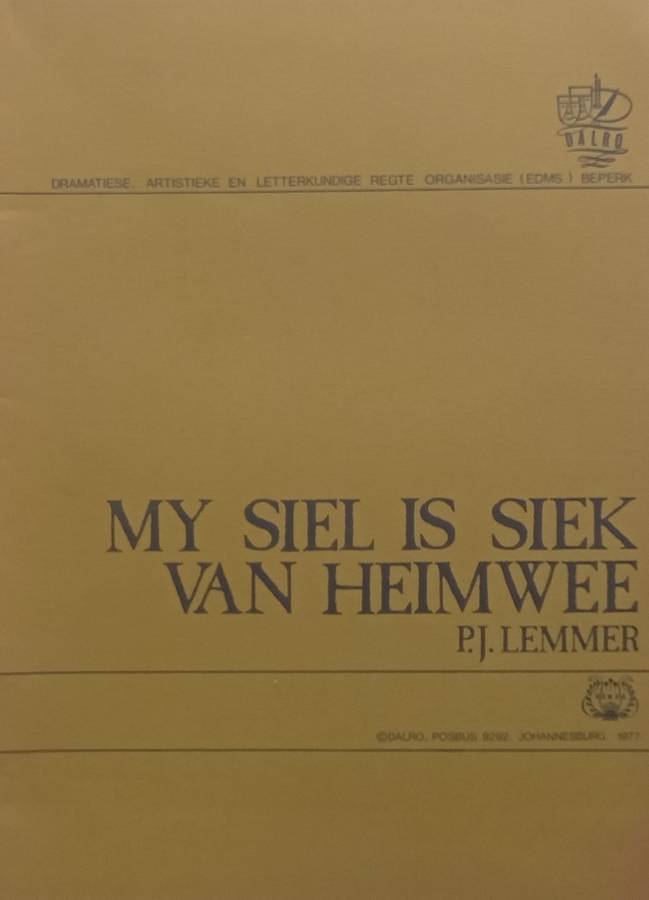 DALRO
DRAMATIESE, ARTISTIEKE EN LETTERKUNDIGE REGTE ORGANISASIE (EDMS.) BEPERK
MY SIEL IS SIEK
VAN HEIMWEE
P.J. LEMMER
©DALRO, POSBUS 9292, JOHANNESBURG 1977